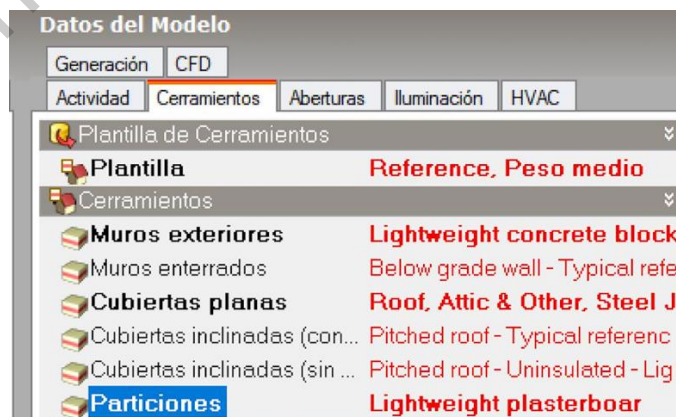 Datos del Modelo
Generación CFD
Actividad Cerramientos Aberturas Iluminación HVAC
Plantilla de Cerramientos
Plantilla Reference, Peso medio
Cerramientos
Muros exteriores Lightweight concrete block
Muros enterrados Below grade wall - Typical refe
Cubiertas planas Roof, Attic & Other, Steel J
Cubiertas inclinadas (con... Pitched roof - Typical referenc
Cubiertas inclinadas (sin ... Pitched roof - Uninsulated - Lig
Particiones Lightweight plasterboar